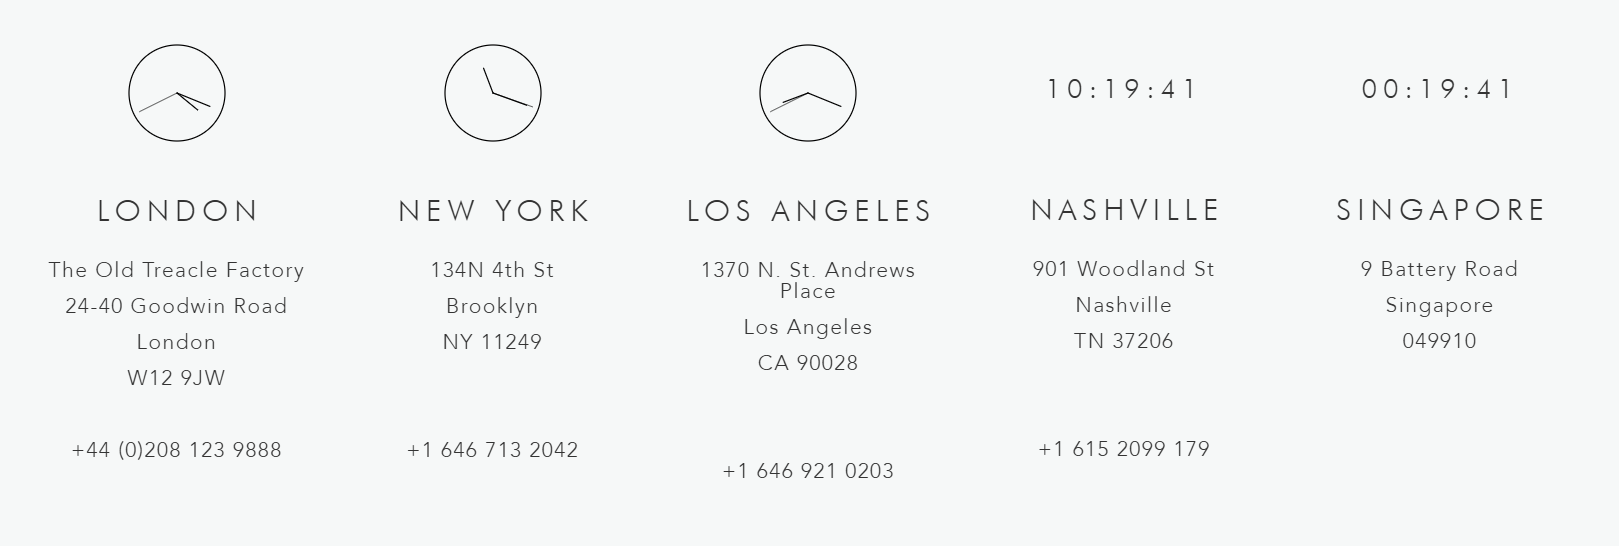 10:19:41
00:19:41
LONDON
The Old Treacle Factory
24-40 Goodwin Road
London
W12 9JW
+44 (0)208 123 9888
NEW YORK
134N 4th St
Brooklyn
NY 11249
+1 646 713 2042
LOS ANGELES
1370 N. St. Andrews
Place
Los Angeles
CA 90028
+1 646 921 0203
NASHVILLE
901 Woodland St
Nashville
TN 37206
+1 615 2099 179
SINGAPORE
9 Battery Road
Singapore
049910